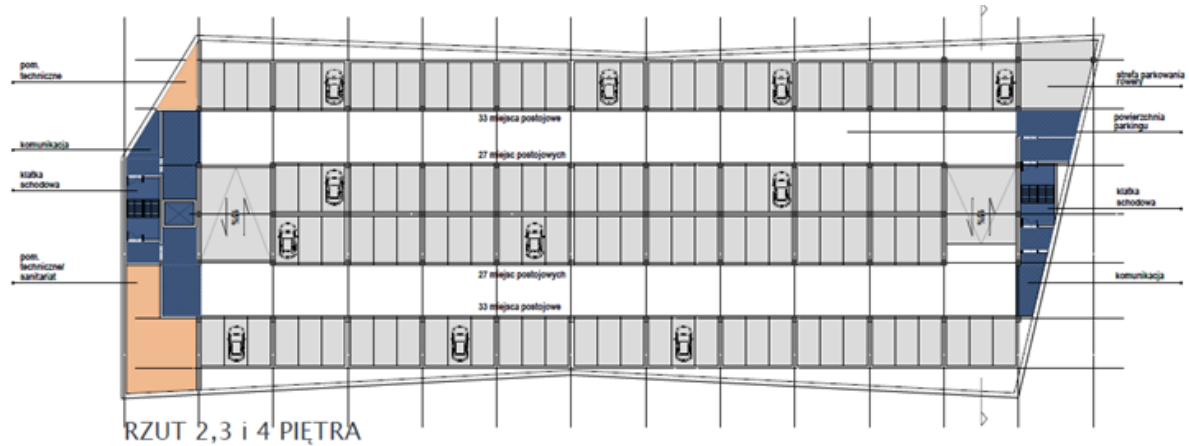 pom.
techniczne
komunikacja
klatka
schodowa
pom.
techniczne/
sanitariat
33 miejsca postojowe
27 miejsc postojowych
27 miejsc postojowych
33 miejsca postojowe
strefa parkowania
rowery
powierzchnia
parkingu
klatka
schodowa
komunikacja
RZUT 2,3 i 4 PIĘTRA